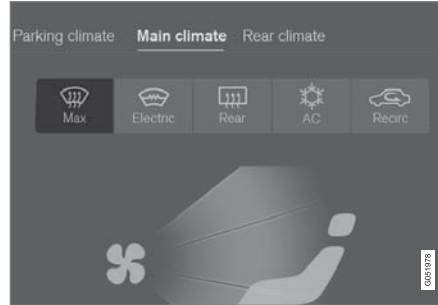 Parking climate Main climate Rear climate
Max Electric Rear AC Recirc
G051978